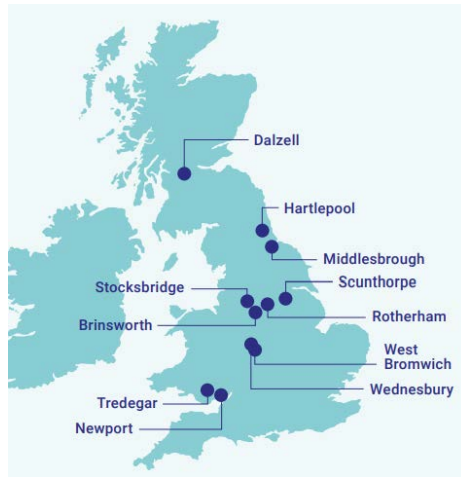 Dalzell
Hartlepool
Middlesbrough
Stocksbridge
Scunthorpe
Brinsworth
Rotherham
West
Bromwich
Wednesbury
Tredegar
Newport